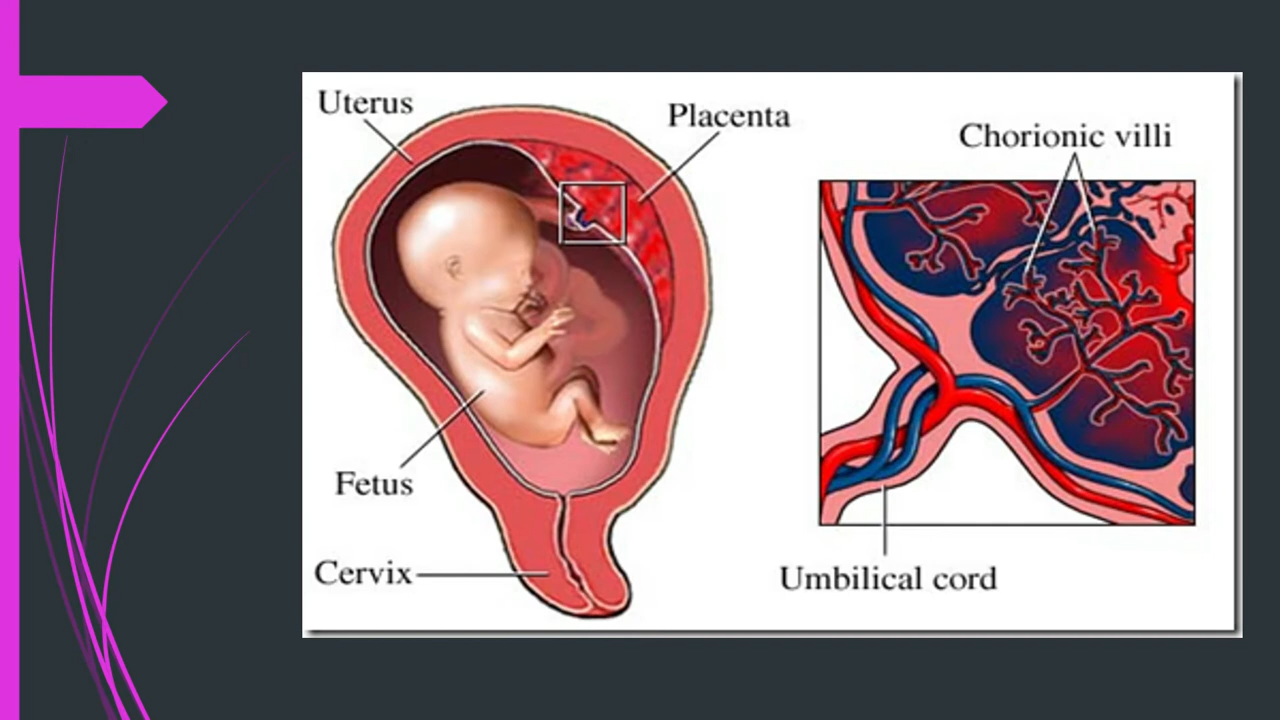 Uterus
Placenta
Chorionic villi
Fetus
Cervix
Umbilical cord